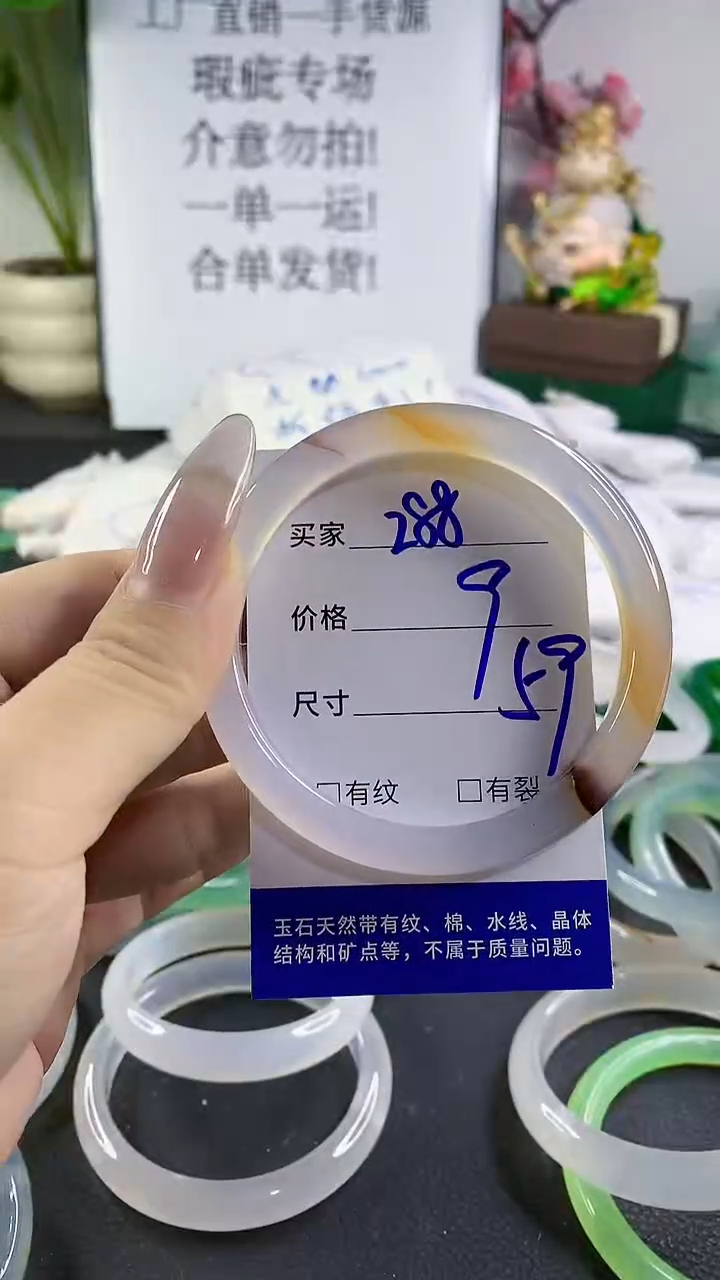 工厂直销一手货源
瑕疵专场
介意勿拍!
一单一运!
合单发货!
买家 288
价格 9
尺寸 59
□有纹 □有裂
玉石天然带有纹、棉、水线、晶体
结构和矿点等，不属于质量问题。